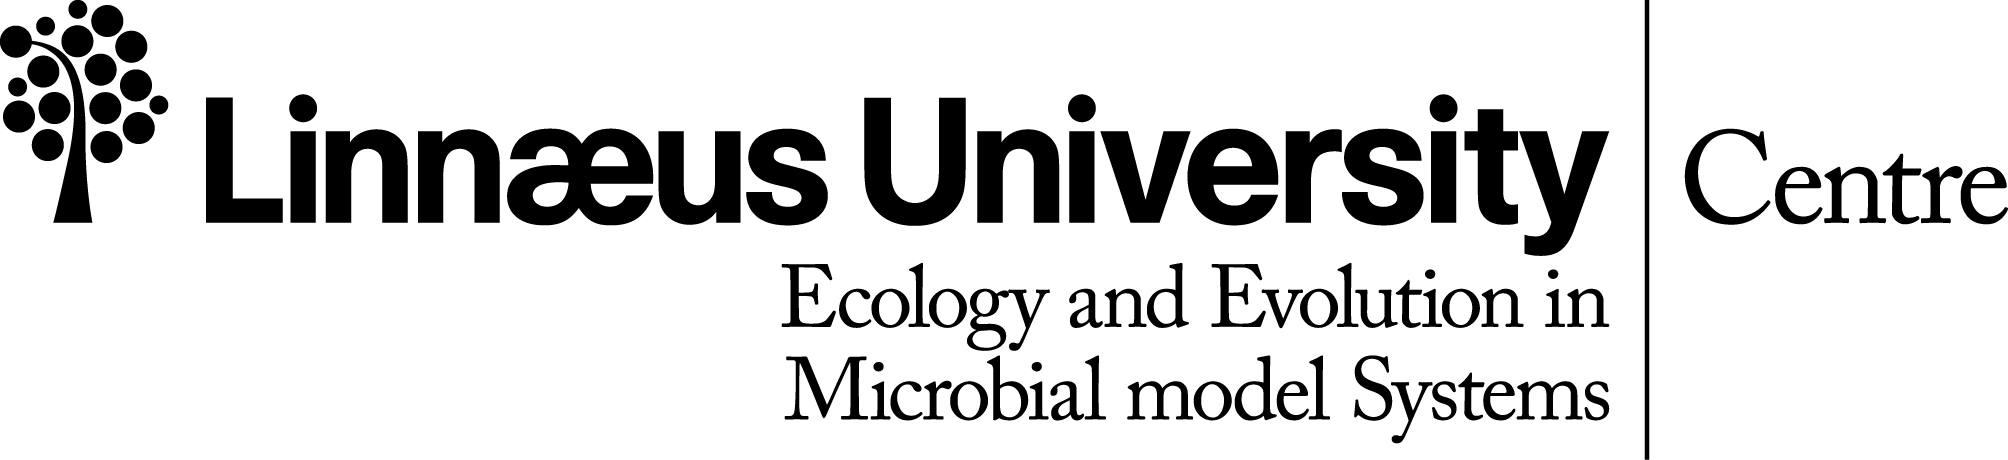 Linnæus University Centre
Ecology and Evolution in
Microbial model Systems